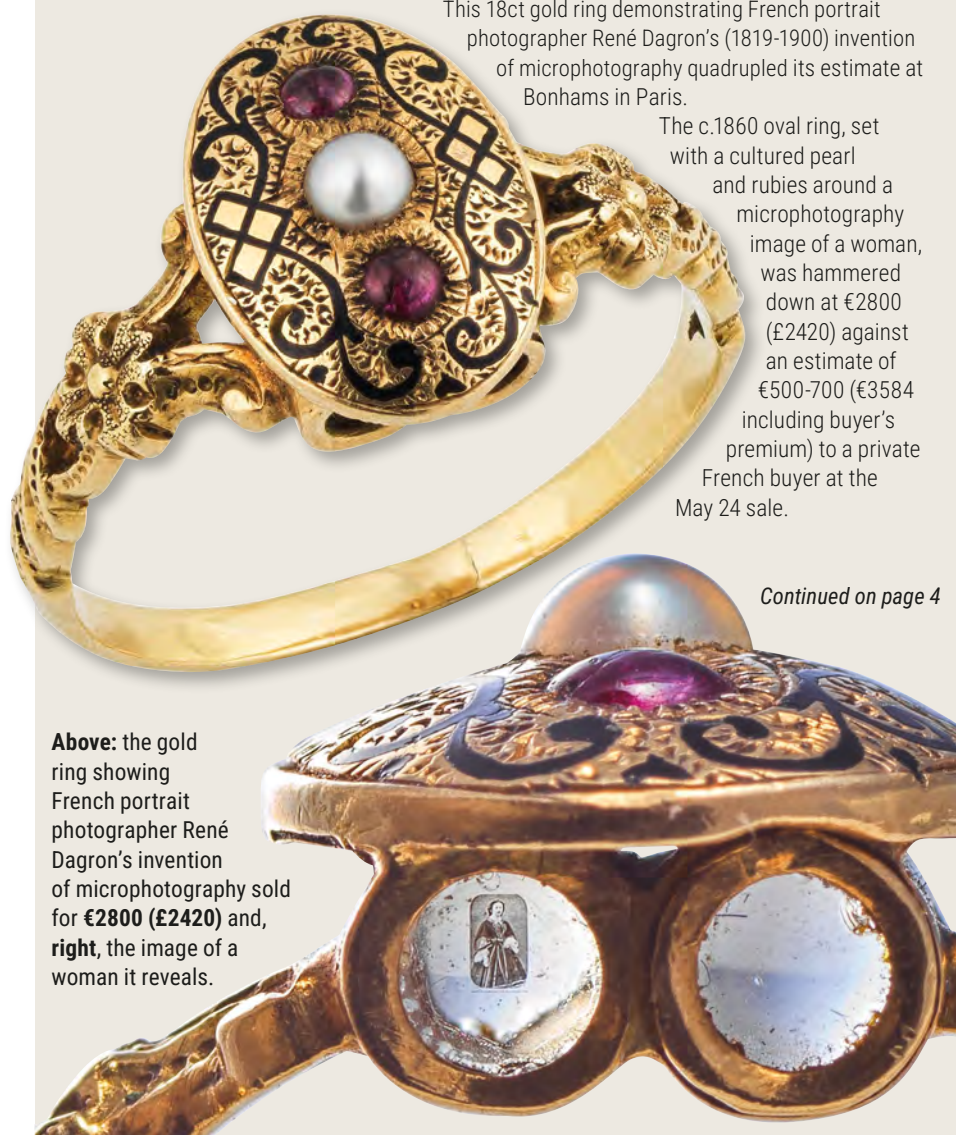 This 18ct gold ring demonstrating French portrait
photographer René Dagron’s (1819-1900) invention
of microphotography quadrupled its estimate at
Bonhams in Paris.
The c.1860 oval ring, set
with a cultured pearl
and rubies around a
microphotography
image of a woman,
was hammered
down at €2800
(£2420) against
an estimate of
€500-700 (€3584
including buyer’s
premium) to a private
French buyer at the
May 24 sale.
Continued on page 4
Above: the gold
ring showing
French portrait
photographer René
Dagron’s invention
of microphotography sold
for €2800 (£2420) and,
right, the image of a
woman it reveals.